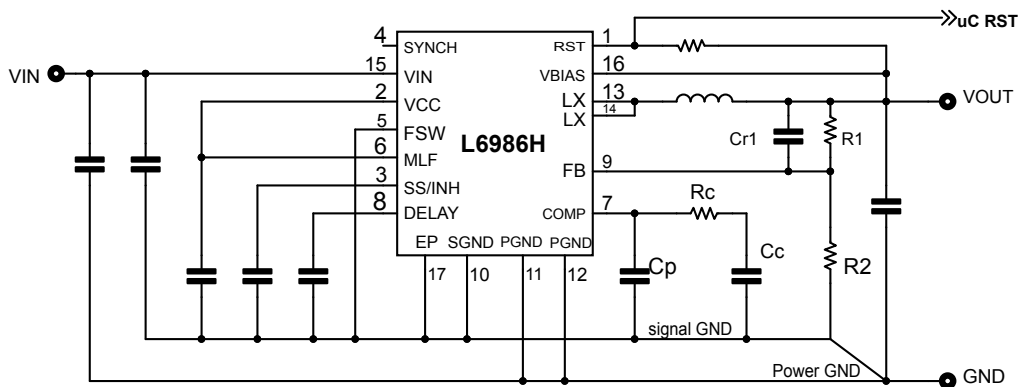 uC RST
4 SYNCH
RST 1
15 VIN
VBIAS 16
VIN
2 VCC
LX 13
VOUT
LX 14
5 FSW
L6986H
Cr1 R1
6 MLF
FB 9
3 SS/INH
Rc
8 DELAY
COMP 7
EP SGND PGND PGND
Cc
Cp
R2
17 10 11 12
signal GND
Power GND
GND